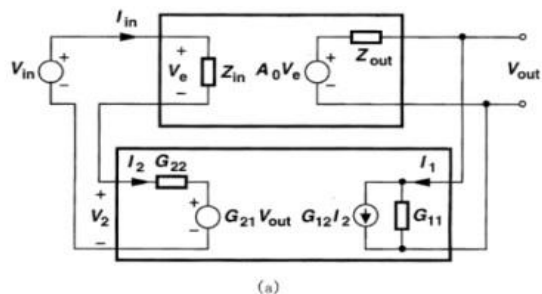 I_in
V_in + −
+ V_e −
Z_in
A_0V_e + −
Z_out
V_out
I_2 G_22
I_1
+ V_2 −
+ − G_21V_out
G_12I_2
G_11
(a)